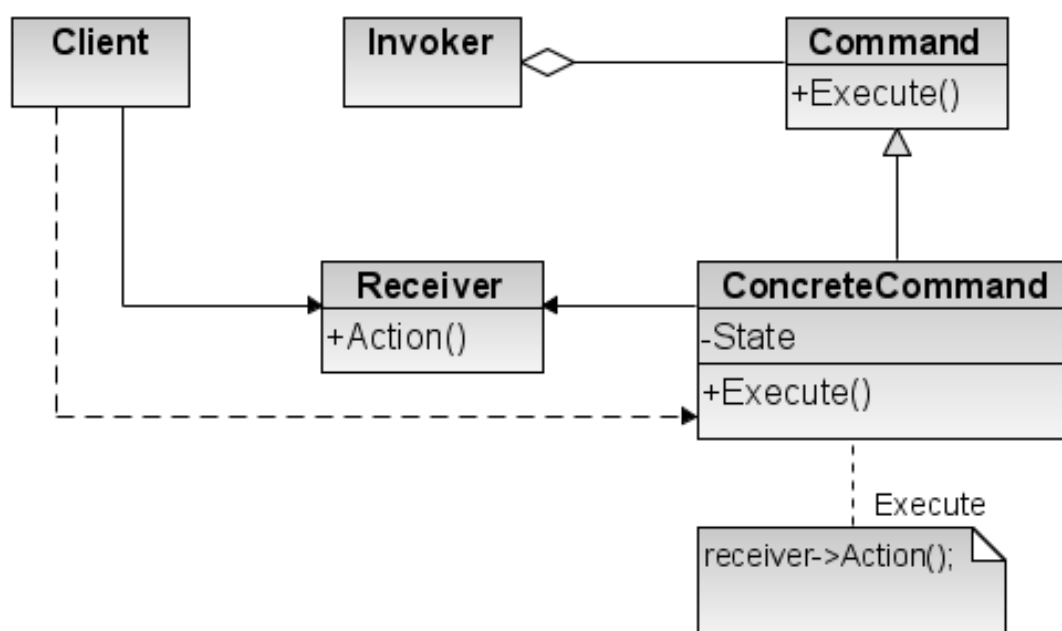 Client
Invoker
Command
+Execute()
Receiver
+Action()
ConcreteCommand
-State
+Execute()
Execute
receiver->Action();